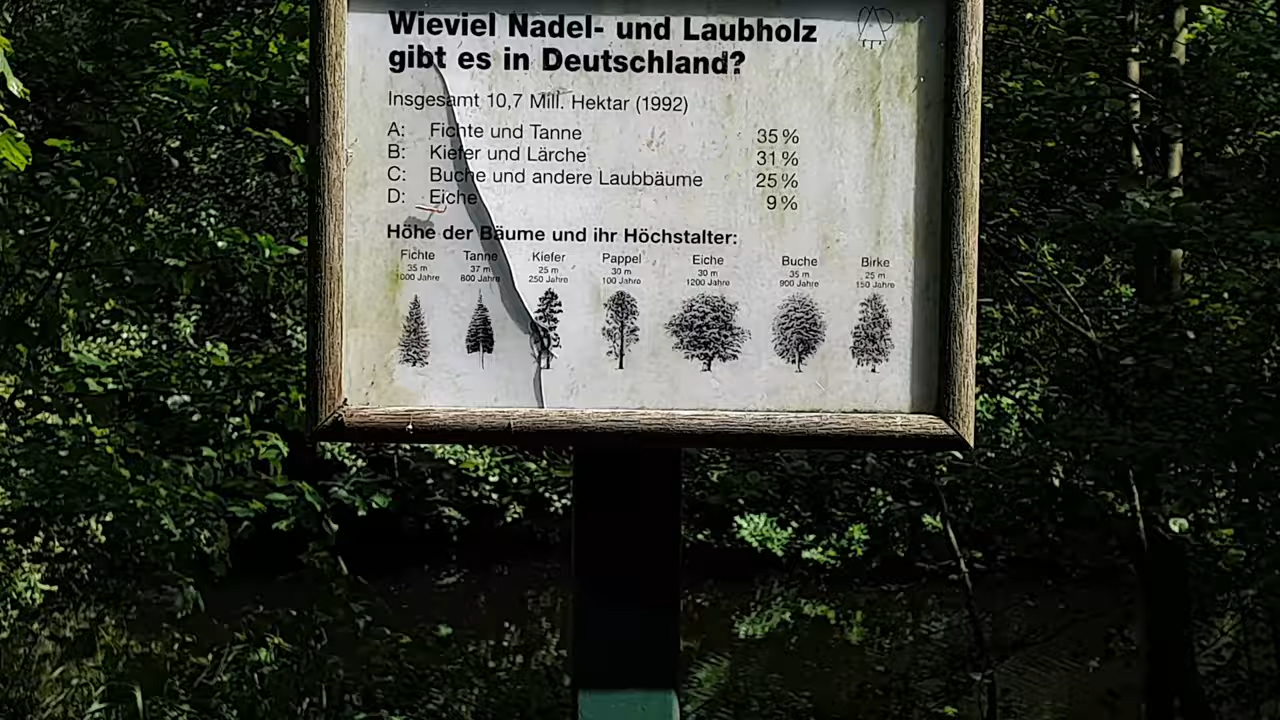 Wieviel Nadel- und Laubholz
gibt es in Deutschland?
Insgesamt 10,7 Mill. Hektar (1992)
A: Fichte und Tanne 35 %
B: Kiefer und Lärche 31 %
C: Buche und andere Laubbäume 25 %
D: Eiche 9 %
Höhe der Bäume und ihr Höchstalter:
Fichte Tanne Kiefer Pappel Eiche Buche Birke
35 m 37 m 25 m 30 m 30 m 35 m 25 m
Jahre 800 Jahre 250 Jahre 100 Jahre 1200 Jahre 900 Jahre 150 Jahre